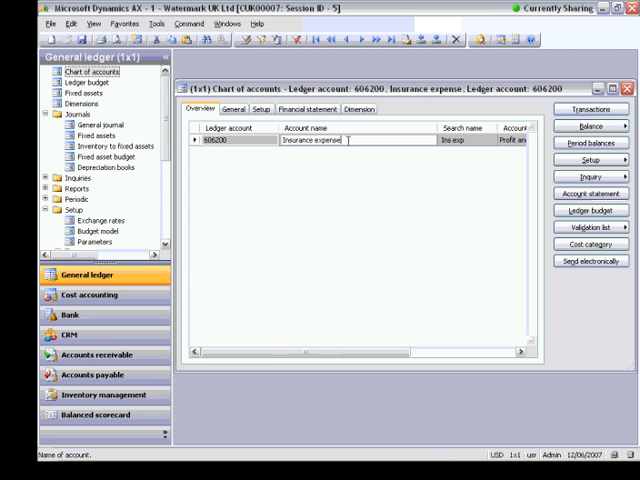 Microsoft Dynamics AX - 1 - Watermark UK Ltd [CUK00007: Session ID - 5]
Currently Sharing
File Edit View Favorites Tools Command Windows Help
General ledger (1x1)
Chart of accounts
Ledger budget
Fixed assets
Dimensions
Journals
General journal
Fixed assets
Inventory to fixed assets
Fixed asset budget
Depreciation books
Inquiries
Reports
Periodic
Setup
Exchange rates
Budget model
Parameters
General ledger
Cost accounting
Bank
CRM
Accounts receivable
Accounts payable
Inventory management
Balanced scorecard
(1x1) Chart of accounts - Ledger account: 606200, Insurance expense, Ledger account: 606200
Overview General Setup Financial statement Dimension
Ledger account Account name Search name Account
606200 Insurance expense Ins exp Profit an
Transactions
Balance
Period balances
Setup
Inquiry
Account statement
Ledger budget
Validation list
Cost category
Send electronically
Name of account.
USD 1x1 usr Admin 12/06/2007